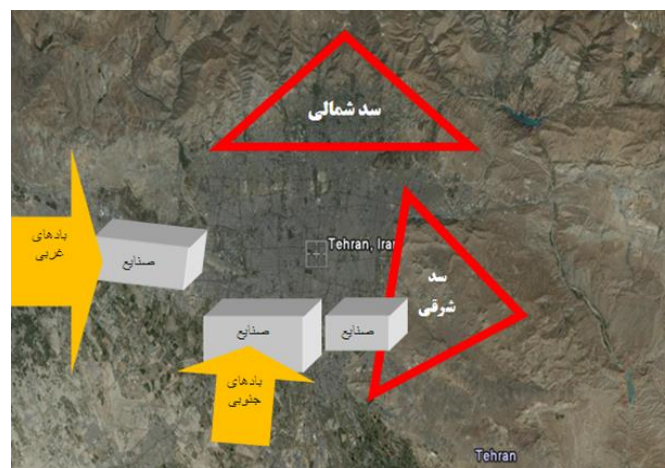 سد شمالی
بادهای
غربی
صنایع
Tehran, Iran
سد
شرقی
صنایع
صنایع
بادهای
جنوبی
Tehran